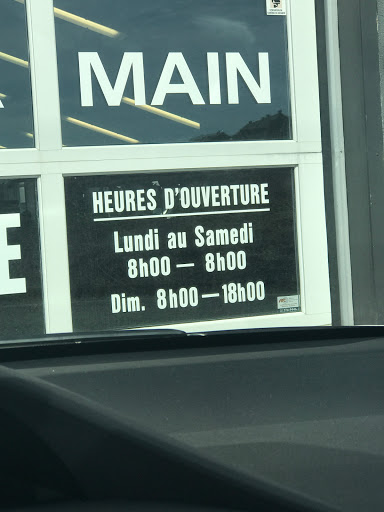 MAIN
HEURES D'OUVERTURE
Lundi au Samedi
8h00 — 8h00
Dim. 8h00 — 18h00
E